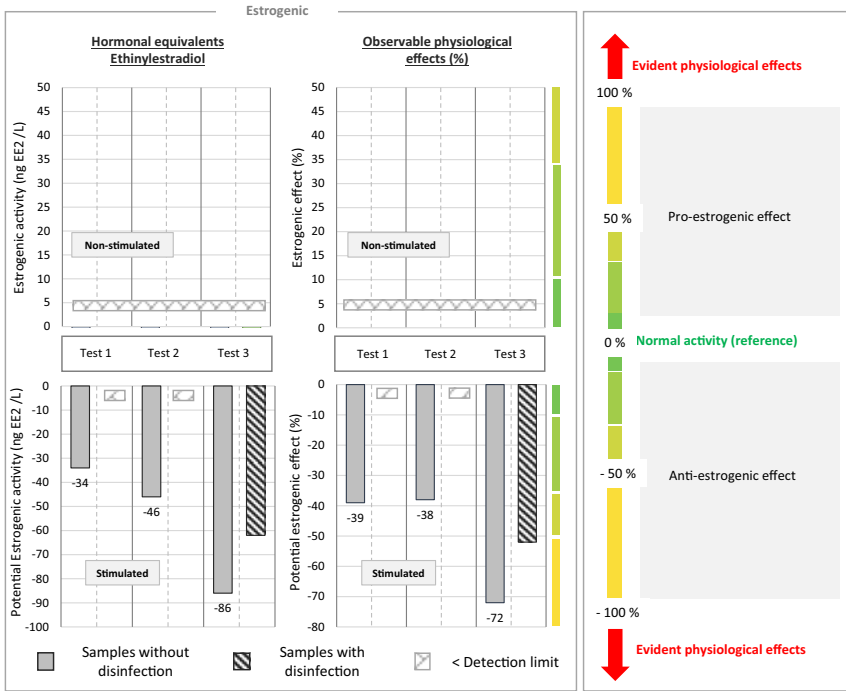 Estrogenic
Hormonal equivalents
Ethinylestradiol
Estrogenic activity (ng EE2 /L)
50
45
40
35
30
25
20
15
10
5
0
Non-stimulated
Test 1
Test 2
Test 3
Potential Estrogenic activity (ng EE2 /L)
0
-10
-20
-30
-40
-50
-60
-70
-80
-90
-100
-34
-46
-86
Stimulated
Observable physiological
effects (%)
Estrogenic effect (%)
50
45
40
35
30
25
20
15
10
5
0
Non-stimulated
Test 1
Test 2
Test 3
Potential estrogenic effect (%)
0
-10
-20
-30
-40
-50
-60
-70
-80
-39
-38
-72
Stimulated
Samples without
disinfection
Samples with
disinfection
< Detection limit
Evident physiological effects
100 %
50 %
Pro-estrogenic effect
0 %
Normal activity (reference)
- 50 %
Anti-estrogenic effect
- 100 %
Evident physiological effects